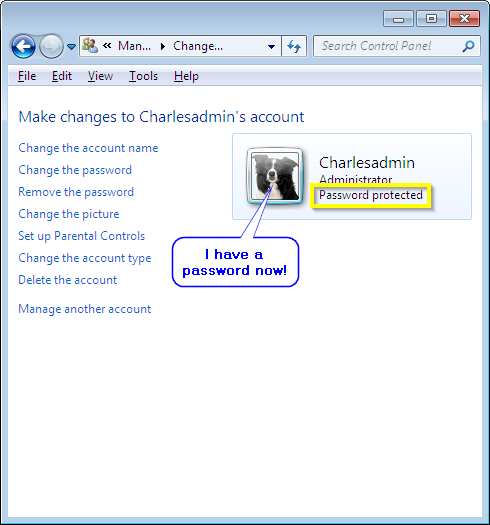 Man... Change...
Search Control Panel
File Edit View Tools Help
Make changes to Charlesadmin's account
Change the account name
Change the password
Remove the password
Change the picture
Set up Parental Controls
Change the account type
Delete the account
Manage another account
Charlesadmin
Administrator
Password protected
I have a
password now!